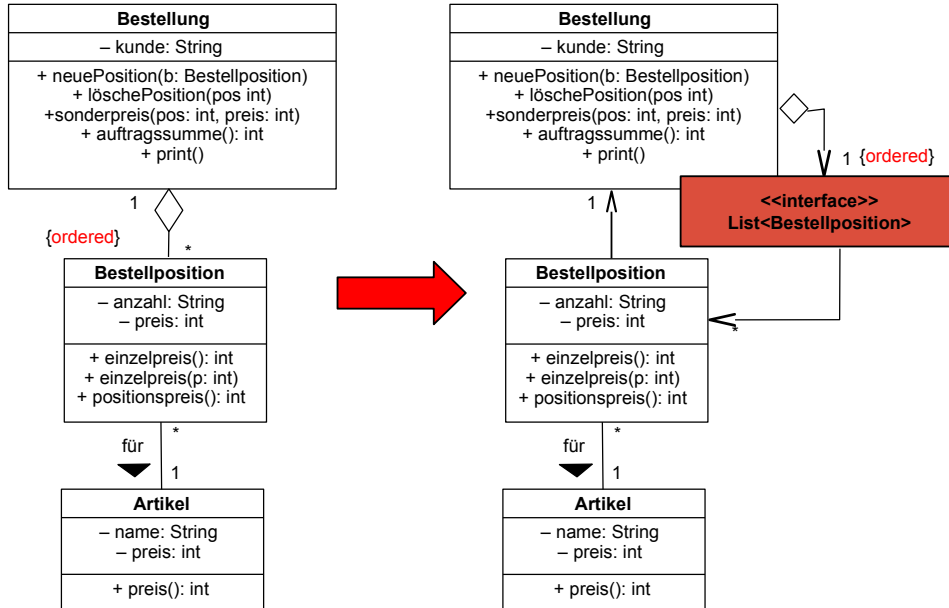 Bestellung
– kunde: String
+ neuePosition(b: Bestellposition)
+ löschePosition(pos int)
+sonderpreis(pos: int, preis: int)
+ auftragssumme(): int
+ print()
1
{ordered}
*
Bestellposition
– anzahl: String
– preis: int
+ einzelpreis(): int
+ einzelpreis(p: int)
+ positionspreis(): int
*
für
1
Artikel
– name: String
– preis: int
+ preis(): int
Bestellung
– kunde: String
+ neuePosition(b: Bestellposition)
+ löschePosition(pos int)
+sonderpreis(pos: int, preis: int)
+ auftragssumme(): int
+ print()
1 {ordered}
<<interface>>
List<Bestellposition>
1
Bestellposition
– anzahl: String
– preis: int
*
+ einzelpreis(): int
+ einzelpreis(p: int)
+ positionspreis(): int
*
für
1
Artikel
– name: String
– preis: int
+ preis(): int